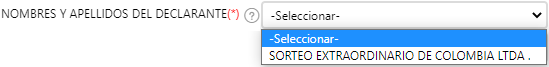 NOMBRES Y APELLIDOS DEL DECLARANTE(*) ? -Seleccionar-
-Seleccionar-
SORTEO EXTRAORDINARIO DE COLOMBIA LTDA .